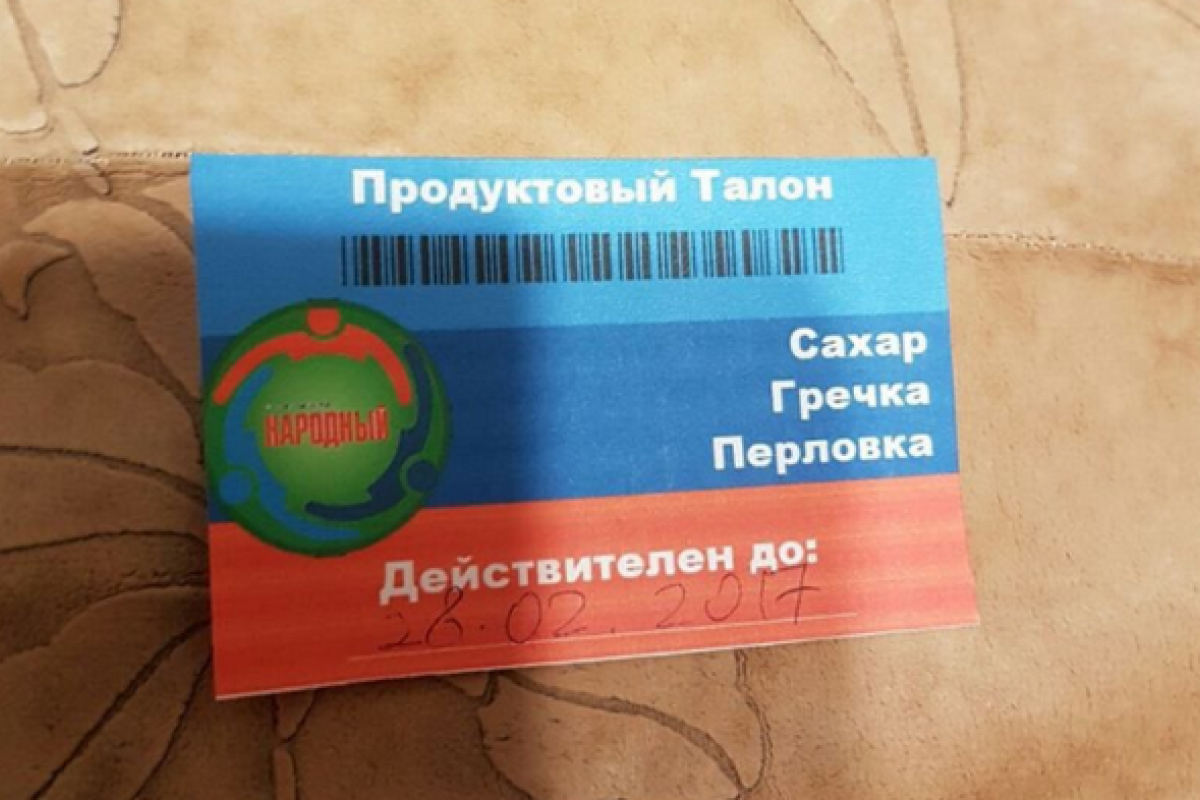 Продуктовый Талон
Сахар
Гречка
Перловка
НАРОДНЫЙ
Действителен до:
28.02.2017